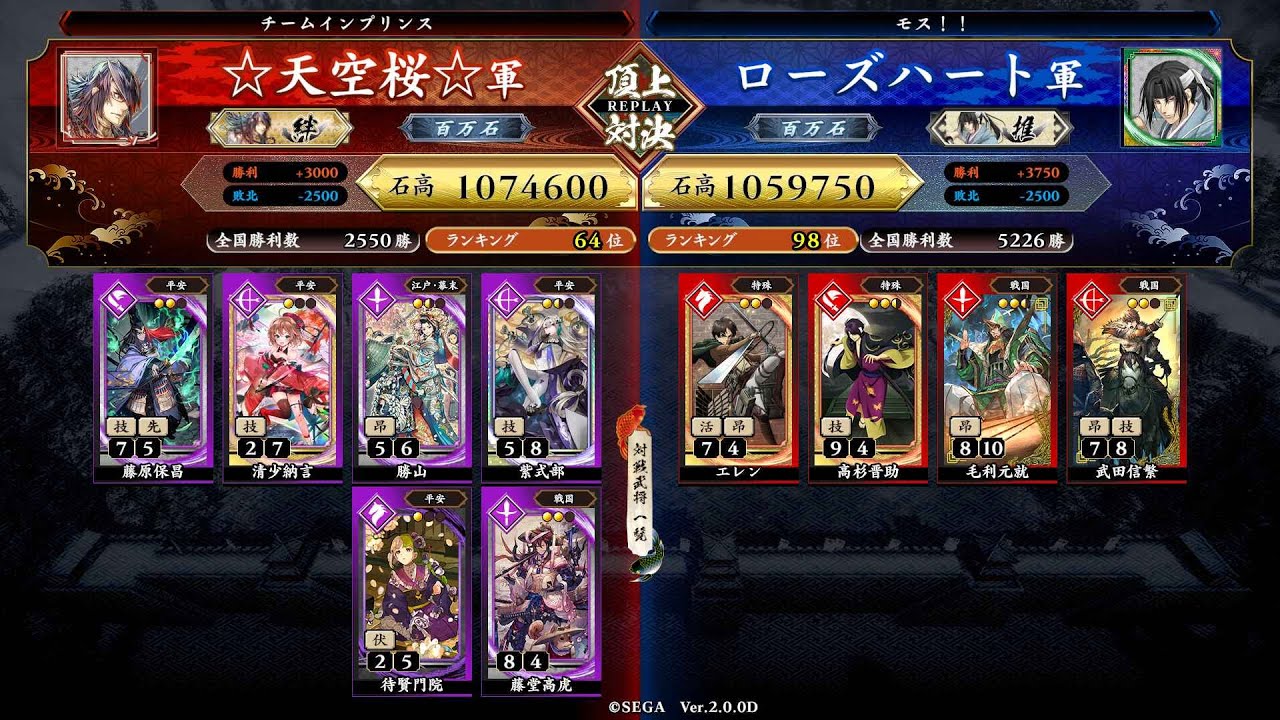 チームインプリンス
モス！！
☆天空桜☆軍
頂上
REPLAY
対決
ローズハート軍
絆
百万石
百万石
推
勝利 +3000
敗北 -2500
石高 1074600
石高 1059750
勝利 +3750
敗北 -2500
全国勝利数 2550勝
ランキング 64位
ランキング 98位
全国勝利数 5226勝
平安
平安
江戸・幕末
平安
特殊
特殊
戦国
戦国
技 先
技
昂
技
活 昂
技
昂
昂 技
7 5
2 7
5 6
5 8
7 4
9 4
8 10
7 8
藤原保昌
清少納言
勝山
紫式部
エレン
高杉晋助
毛利元就
武田信繁
対戦武将一覧
平安
戦国
伏
2 5
8 4
待賢門院
藤堂高虎
©SEGA Ver.2.0.0D